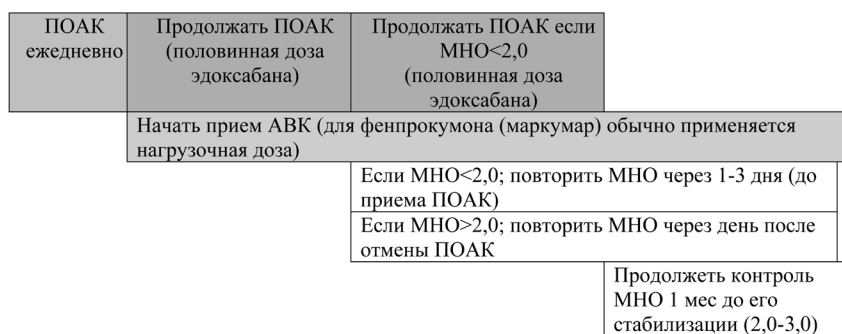 ПОАК
ежедневно
Продолжать ПОАК
(половинная доза
эдоксабана)
Продолжать ПОАК если
МНО<2,0
(половинная доза
эдоксабана)
Начать прием АВК (для фенпрокумона (маркумар) обычно применяется
нагрузочная доза)
Если МНО<2,0; повторить МНО через 1-3 дня (до
приема ПОАК)
Если МНО>2,0; повторить МНО через день после
отмены ПОАК
Продолжеть контроль
МНО 1 мес до его
стабилизации (2,0-3,0)